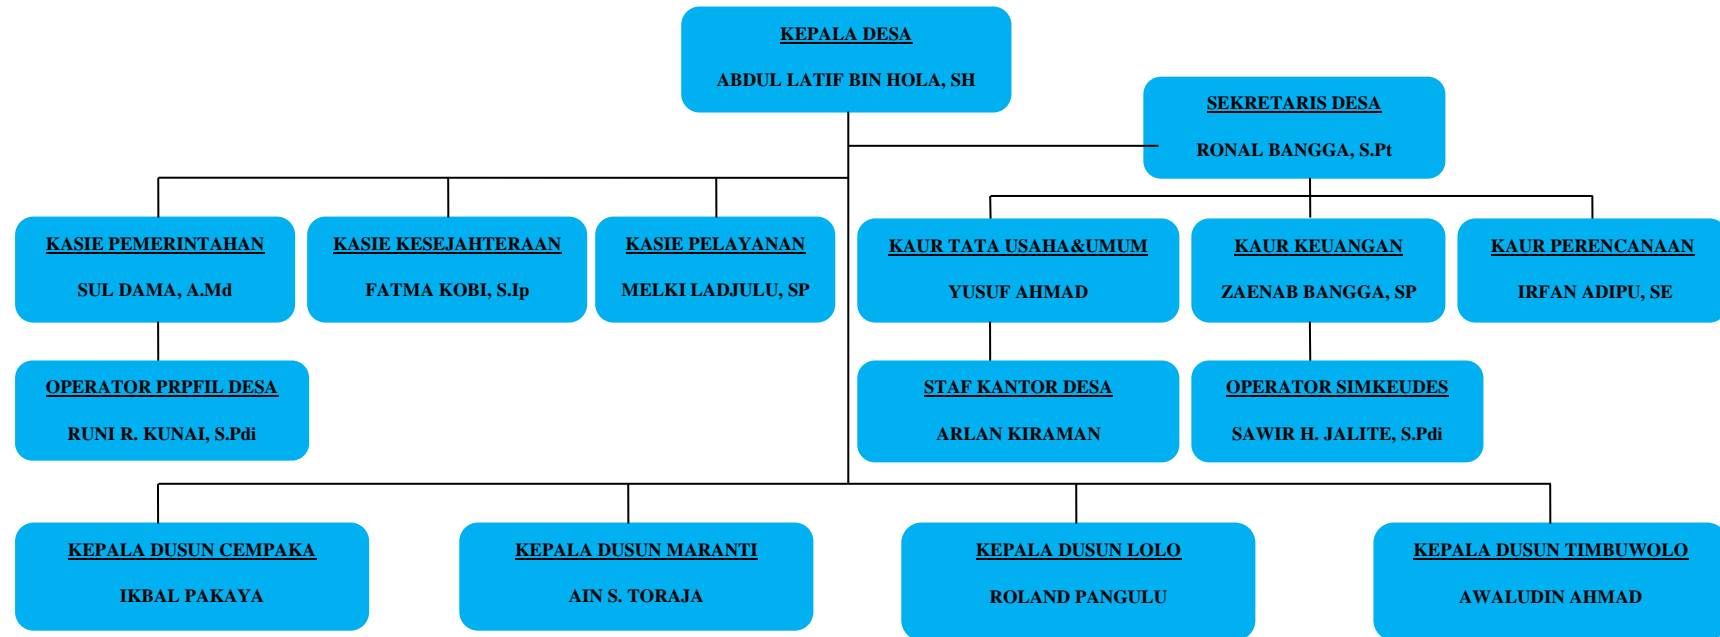 KEPALA DESA
ABDUL LATIF BIN HOLA, SH
SEKRETARIS DESA
RONAL BANGGA, S.Pt
KASIE PEMERINTAHAN
SUL DAMA, A.Md
KASIE KESEJAHTERAAN
FATMA KOBI, S.Ip
KASIE PELAYANAN
MELKI LADJULU, SP
KAUR TATA USAHA&UMUM
YUSUF AHMAD
KAUR KEUANGAN
ZAENAB BANGGA, SP
KAUR PERENCANAAN
IRFAN ADIPU, SE
OPERATOR PRPFIL DESA
RUNI R. KUNAI, S.Pdi
STAF KANTOR DESA
ARLAN KIRAMAN
OPERATOR SIMKEUDES
SAWIR H. JALITE, S.Pdi
KEPALA DUSUN CEMPAKA
IKBAL PAKAYA
KEPALA DUSUN MARANTI
AIN S. TORAJA
KEPALA DUSUN LOLO
ROLAND PANGULU
KEPALA DUSUN TIMBUWOLO
AWALUDIN AHMAD